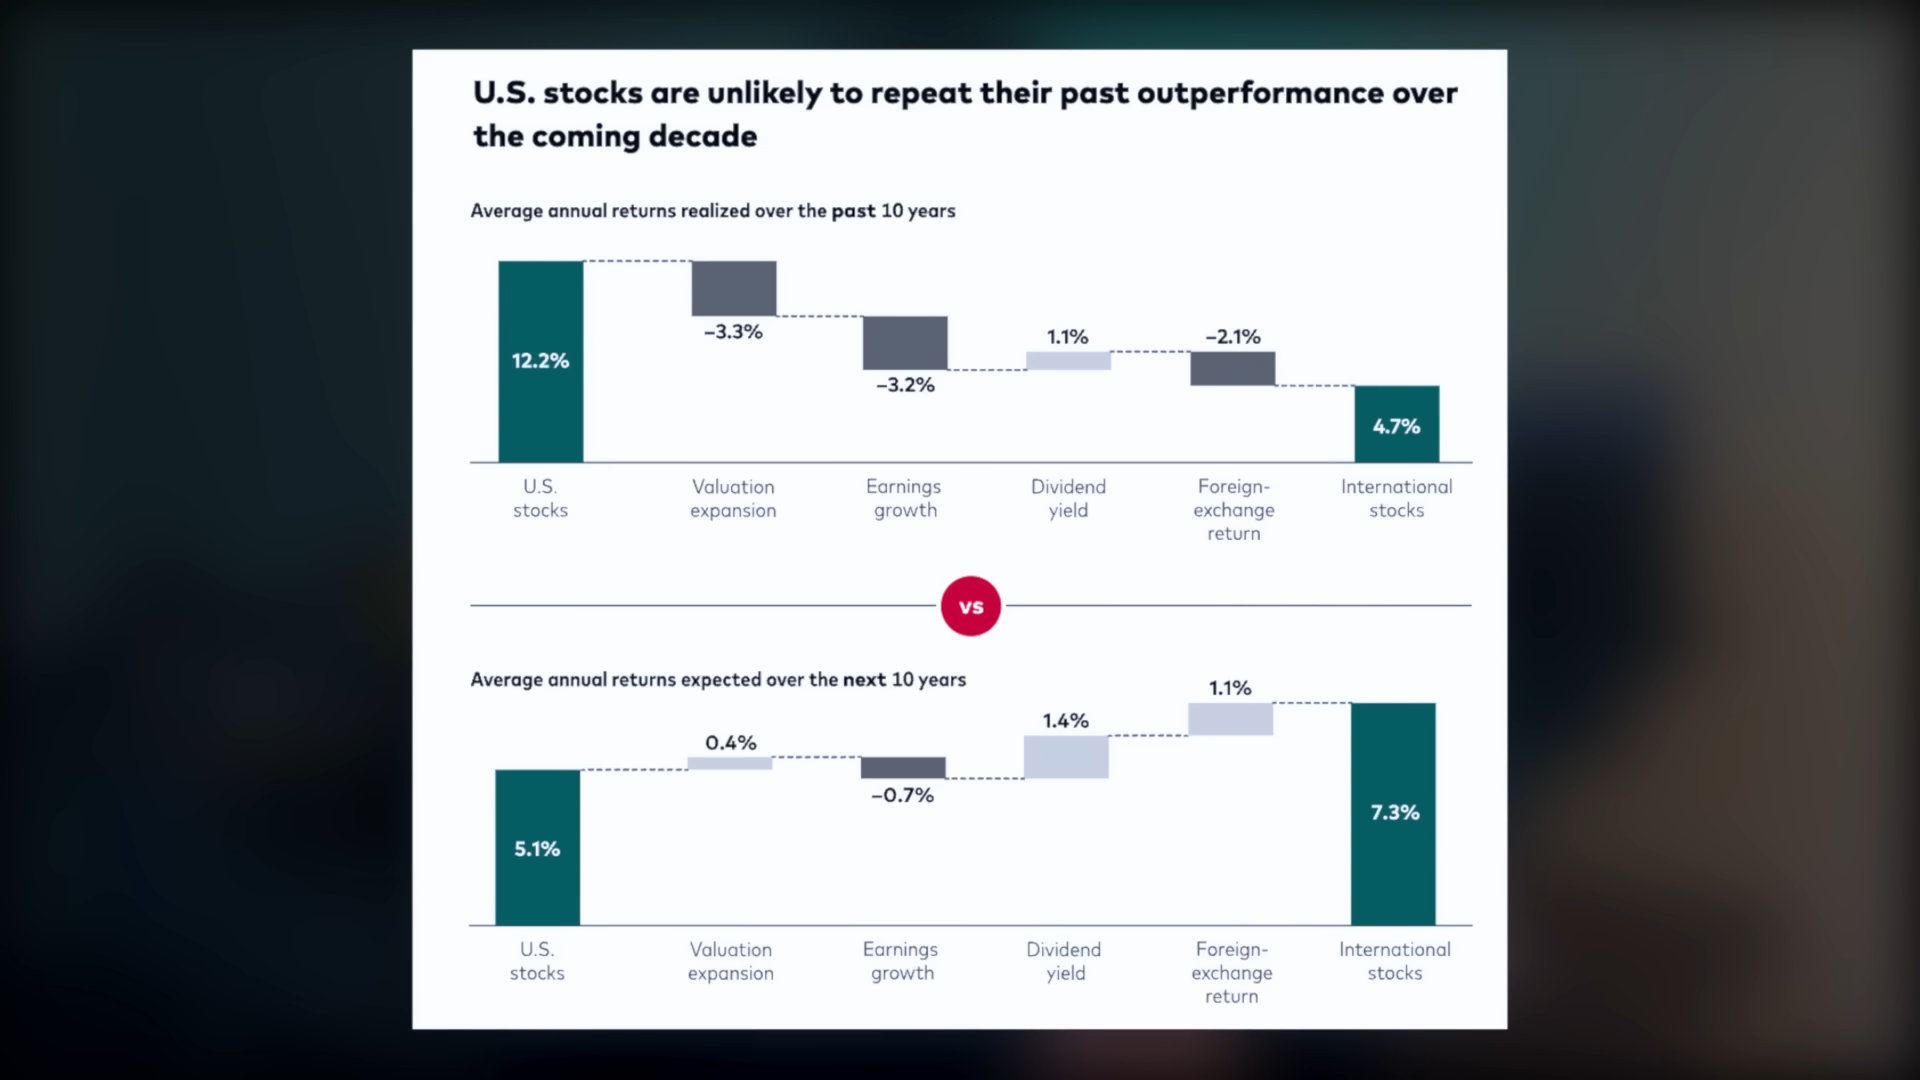 U.S. stocks are unlikely to repeat their past outperformance over
the coming decade
Average annual returns realized over the past 10 years
12.2%
–3.3%
–3.2%
1.1%
–2.1%
4.7%
U.S.
stocks
Valuation
expansion
Earnings
growth
Dividend
yield
Foreign-
exchange
return
International
stocks
vs
Average annual returns expected over the next 10 years
5.1%
0.4%
–0.7%
1.4%
1.1%
7.3%
U.S.
stocks
Valuation
expansion
Earnings
growth
Dividend
yield
Foreign-
exchange
return
International
stocks